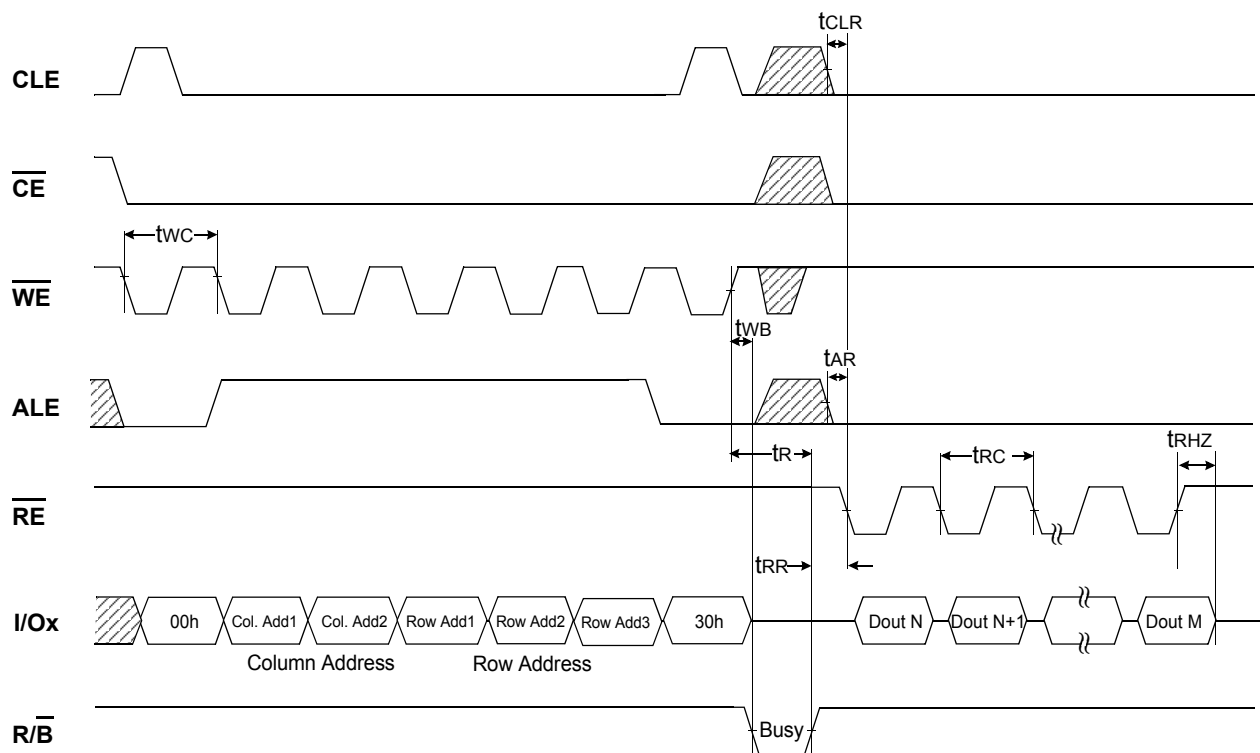 tCLR
CLE
CE
tWC
WE
tWB
tAR
ALE
tR
tRC
tRHZ
RE
tRR
I/Ox
00h
Col. Add1
Col. Add2
Row Add1
Row Add2
Row Add3
30h
Dout N
Dout N+1
Dout M
Column Address
Row Address
R/B
Busy